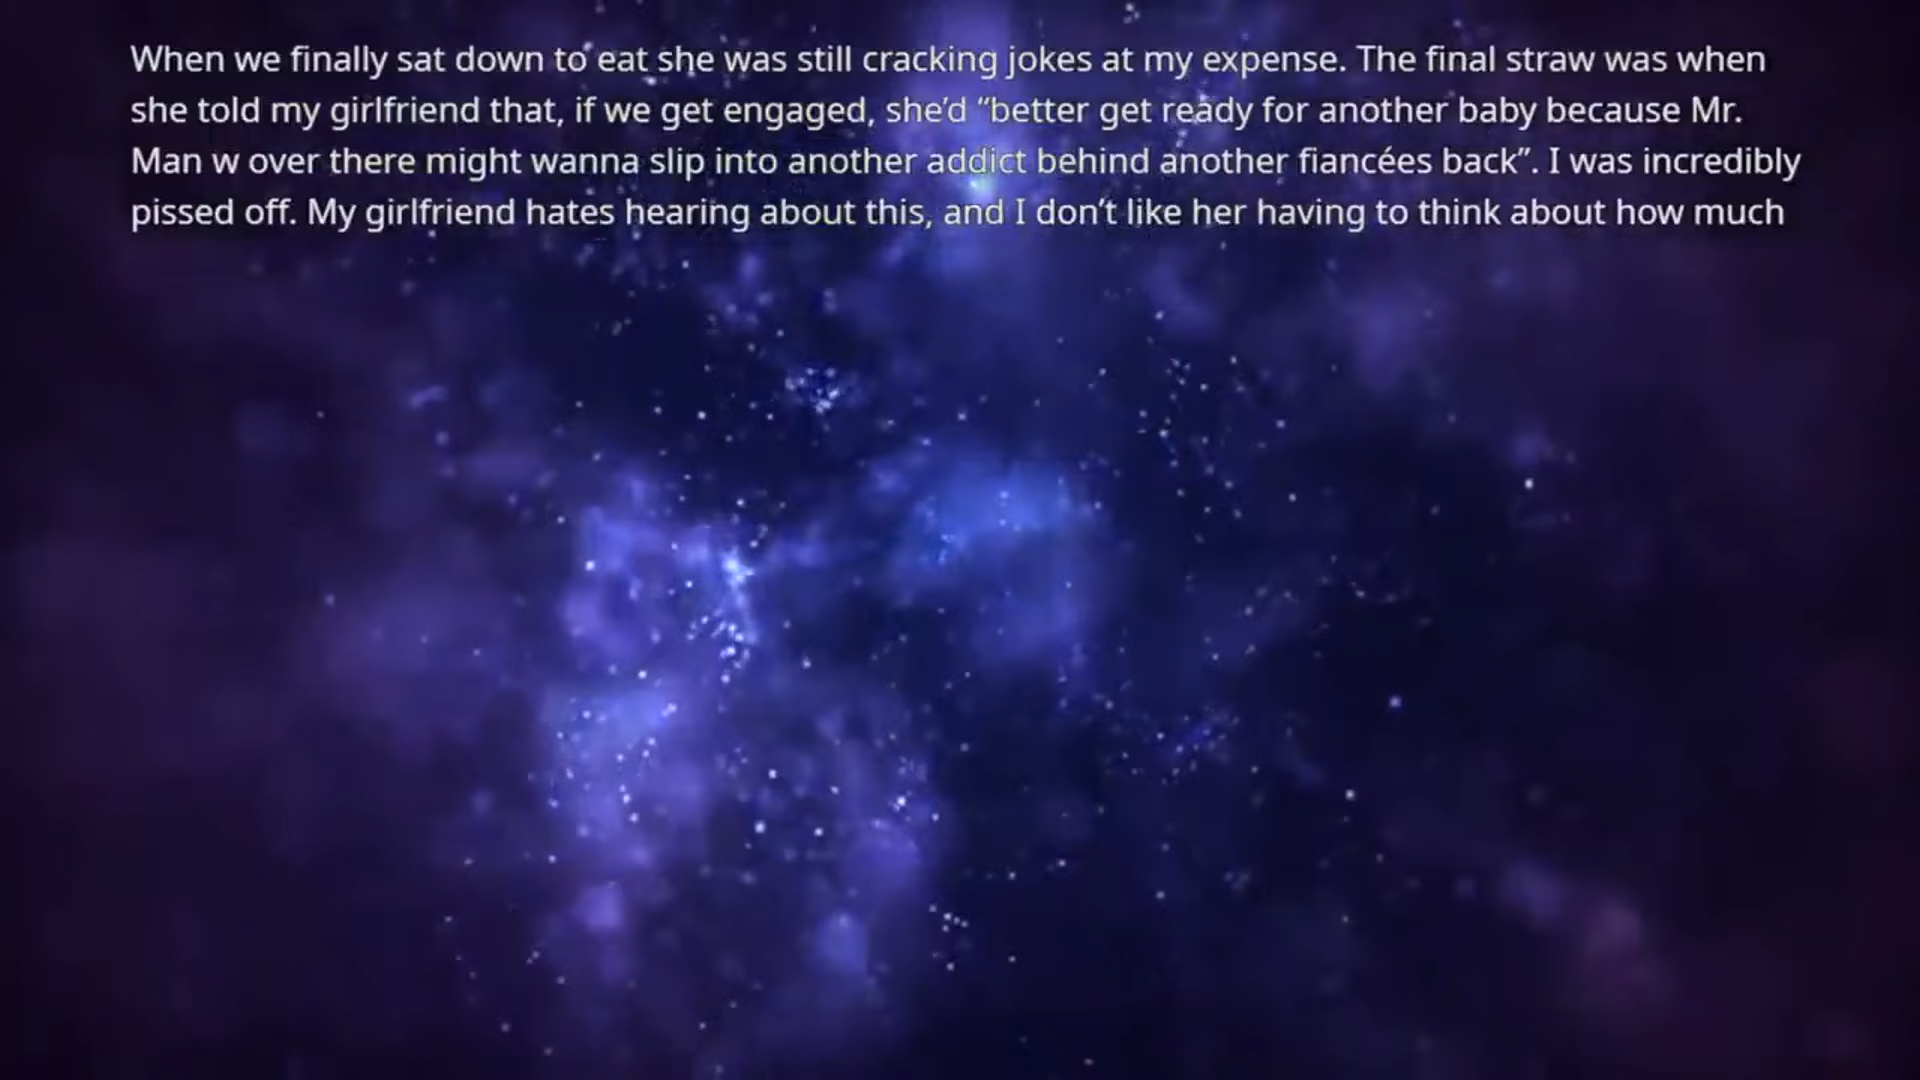 When we finally sat down to eat she was still cracking jokes at my expense. The final straw was when
she told my girlfriend that, if we get engaged, she’d “better get ready for another baby because Mr.
Man w over there might wanna slip into another addict behind another fiancées back”. I was incredibly
pissed off. My girlfriend hates hearing about this, and I don’t like her having to think about how much